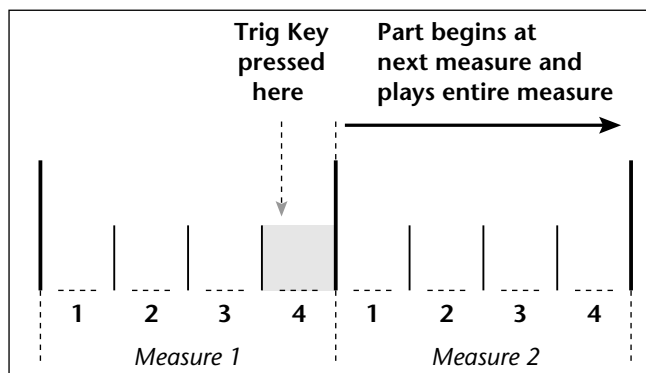 Trig Key
pressed
here
Part begins at
next measure and
plays entire measure
1 2 3 4 1 2 3 4
Measure 1 Measure 2